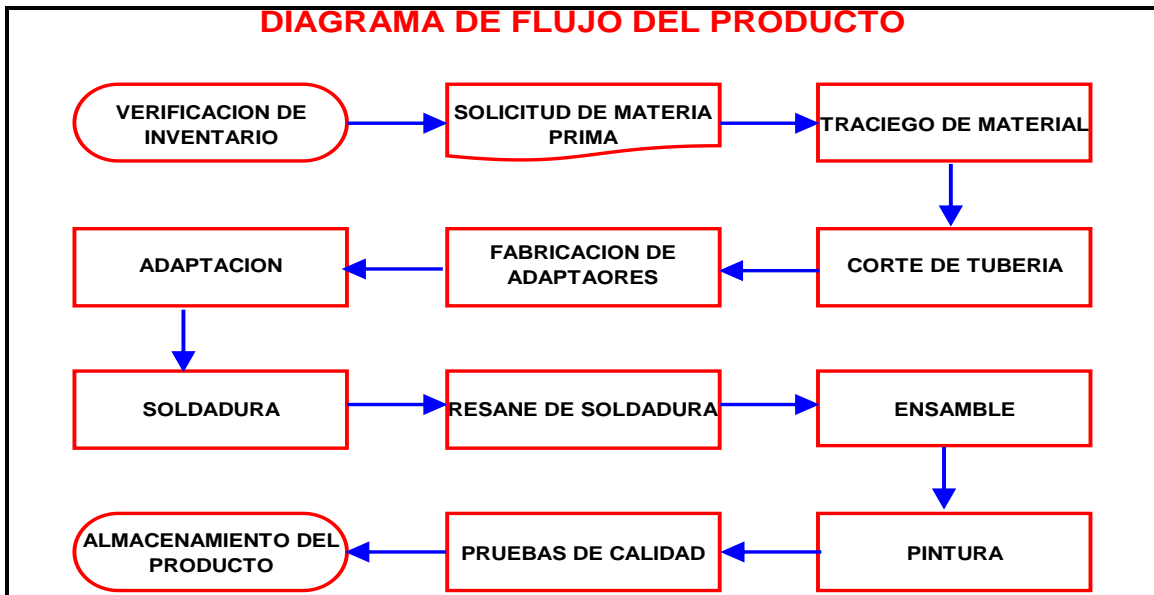 DIAGRAMA DE FLUJO DEL PRODUCTO
VERIFICACION DE
INVENTARIO
SOLICITUD DE MATERIA
PRIMA
TRACIEGO DE MATERIAL
ADAPTACION
FABRICACION DE
ADAPTAORES
CORTE DE TUBERIA
SOLDADURA
RESANE DE SOLDADURA
ENSAMBLE
ALMACENAMIENTO DEL
PRODUCTO
PRUEBAS DE CALIDAD
PINTURA